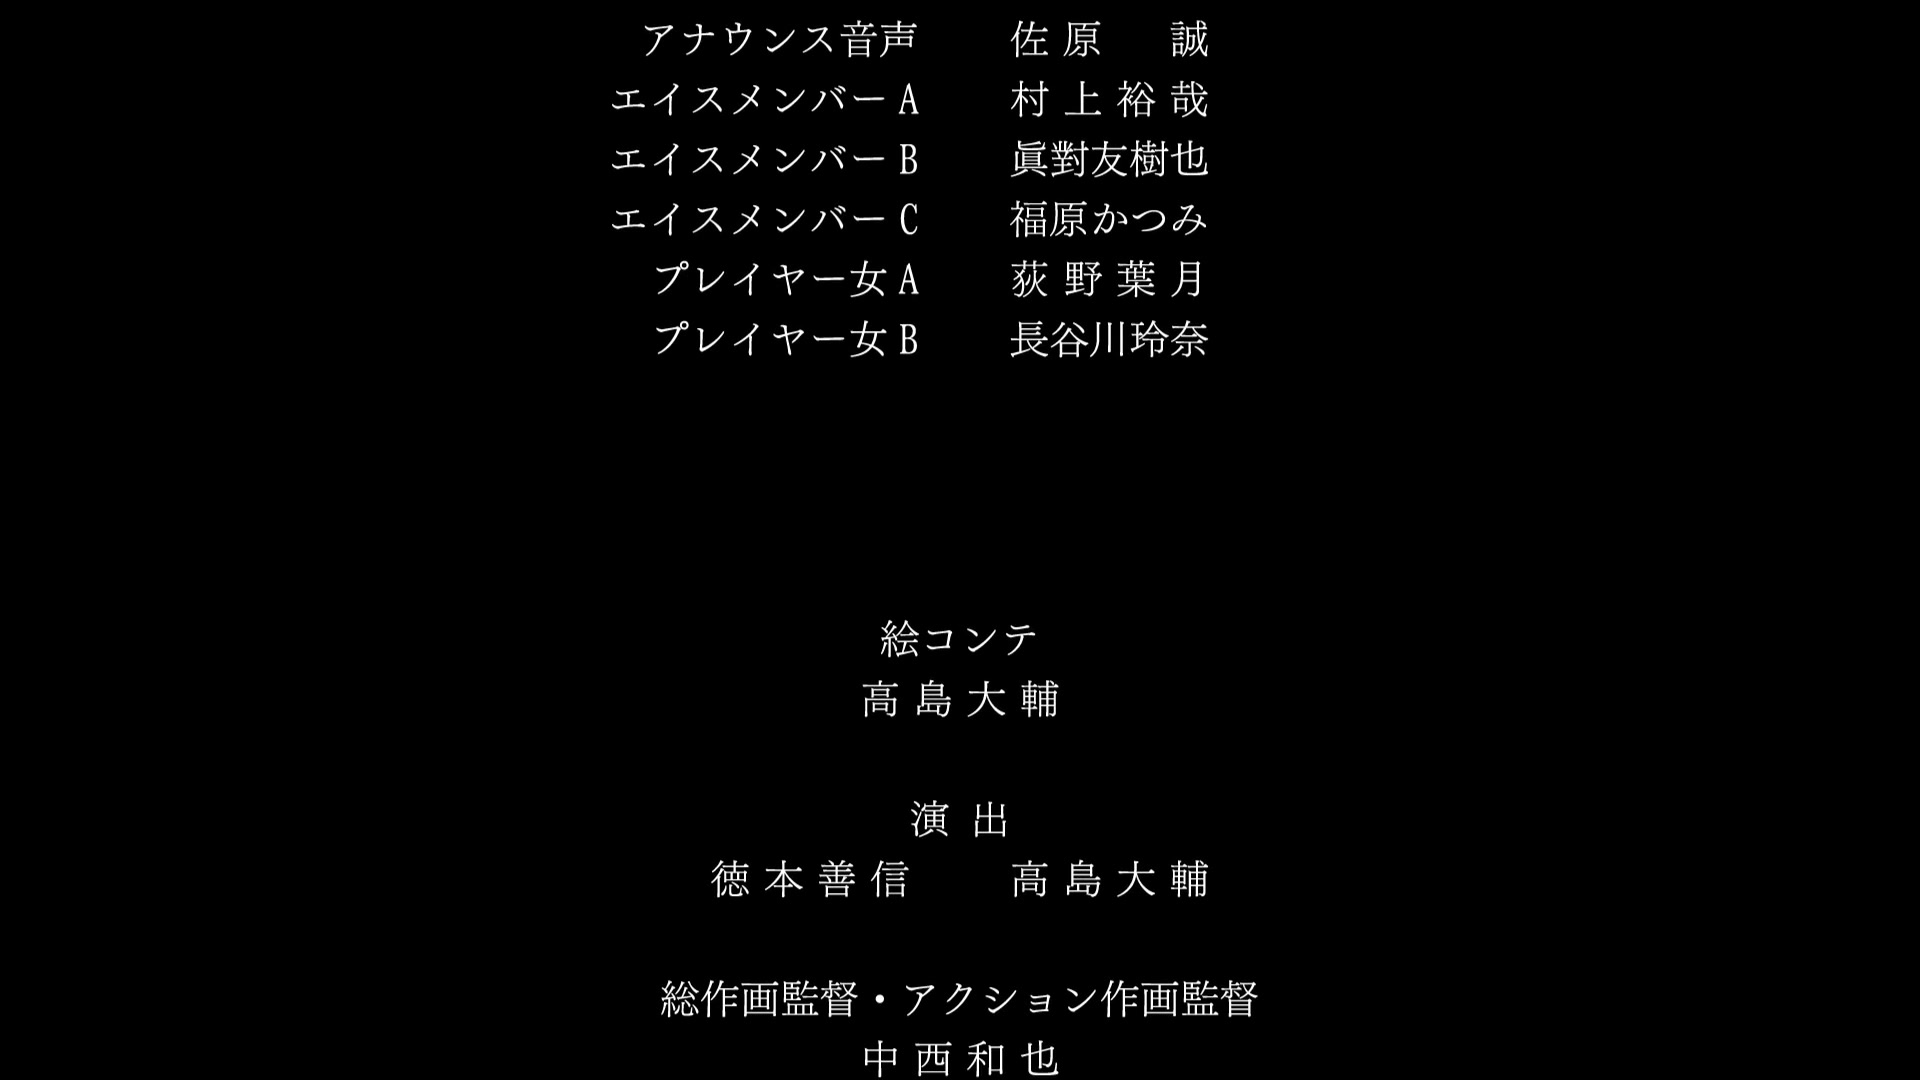 アナウンス音声 佐原 誠
エイスメンバーA 村上裕哉
エイスメンバーB 眞對友樹也
エイスメンバーC 福原かつみ
プレイヤー女A 荻野葉月
プレイヤー女B 長谷川玲奈
絵コンテ
高島大輔
演出
徳本善信 高島大輔
総作画監督・アクション作画監督
中西和也